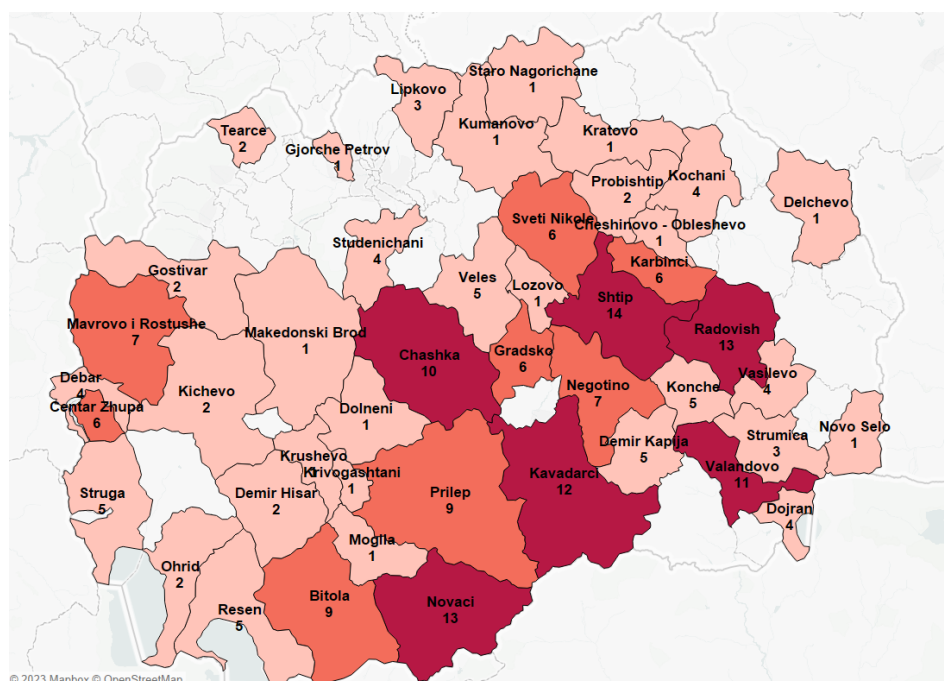 Staro Nagorichane
1
Lipkovo
3
Kumanovo
1
Kratovo
1
Tearce
2
Gjorche Petrov
1
Probishtip
2
Kochani
4
Delchevo
1
Sveti Nikole
6
Cheshinovo - Obleshevo
1
Studenichani
4
Karbinci
6
Gostivar
2
Veles
5
Lozovo
1
Shtip
14
Mavrovo i Rostushe
7
Makedonski Brod
1
Radovish
13
Chashka
10
Gradsko
6
Vasilevo
4
Debar
4
Kichevo
2
Negotino
7
Konche
5
Centar Zhupa
6
Dolneni
1
Demir Kapija
5
Strumica
3
Novo Selo
1
Krushevo
Krivogashtani
1
Kavadarci
12
Valandovo
11
Struga
5
Demir Hisar
2
Prilep
9
Dojran
4
Mogila
1
Ohrid
2
Resen
5
Bitola
9
Novaci
13
© 2023 Mapbox © OpenStreetMap